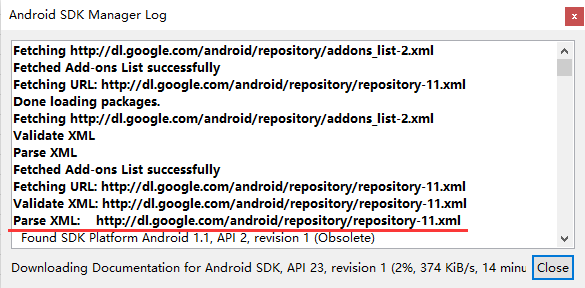 Android SDK Manager Log
x
Fetching http://dl.google.com/android/repository/addons_list-2.xml
Fetched Add-ons List successfully
Fetching URL: http://dl.google.com/android/repository/repository-11.xml
Done loading packages.
Fetching http://dl.google.com/android/repository/addons_list-2.xml
Validate XML
Parse XML
Fetched Add-ons List successfully
Fetching URL: http://dl.google.com/android/repository/repository-11.xml
Validate XML: http://dl.google.com/android/repository/repository-11.xml
Parse XML: http://dl.google.com/android/repository/repository-11.xml
Found SDK Platform Android 1.1, API 2, revision 1 (Obsolete)
Downloading Documentation for Android SDK, API 23, revision 1 (2%, 374 KiB/s, 14 minu
Close